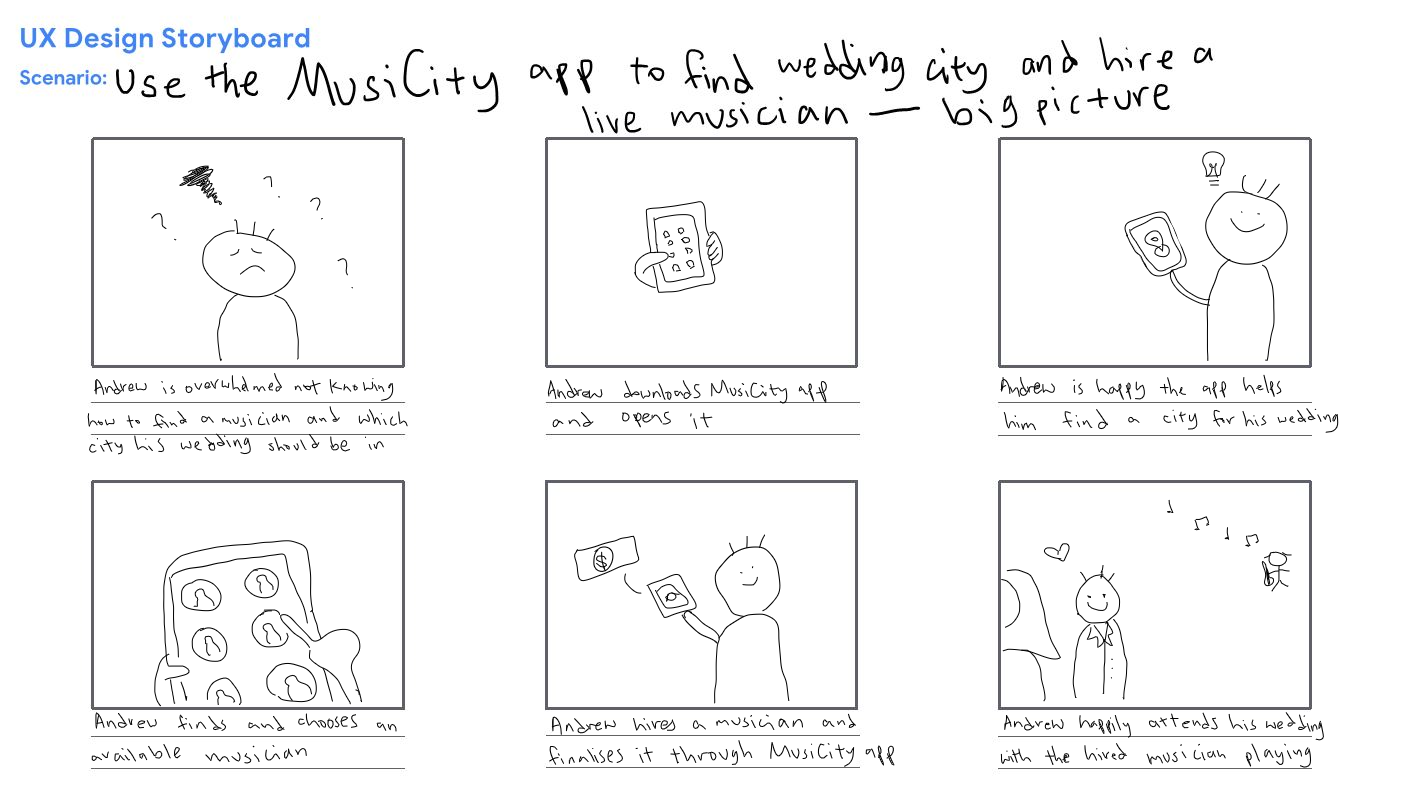 UX Design Storyboard
Scenario: Use the MusiCity app to find wedding city and hire a
live musician — big picture
? ? ? ?
Andrew is overwhelmed not knowing
how to find a musician and which
city his wedding should be in
Andrew downloads MusiCity app
and opens it
Andrew is happy the app helps
him find a city for his wedding
Andrew finds and chooses an
available musician
$
Andrew hires a musician and
finalises it through MusiCity app
Andrew happily attends his wedding
with the hired musician playing